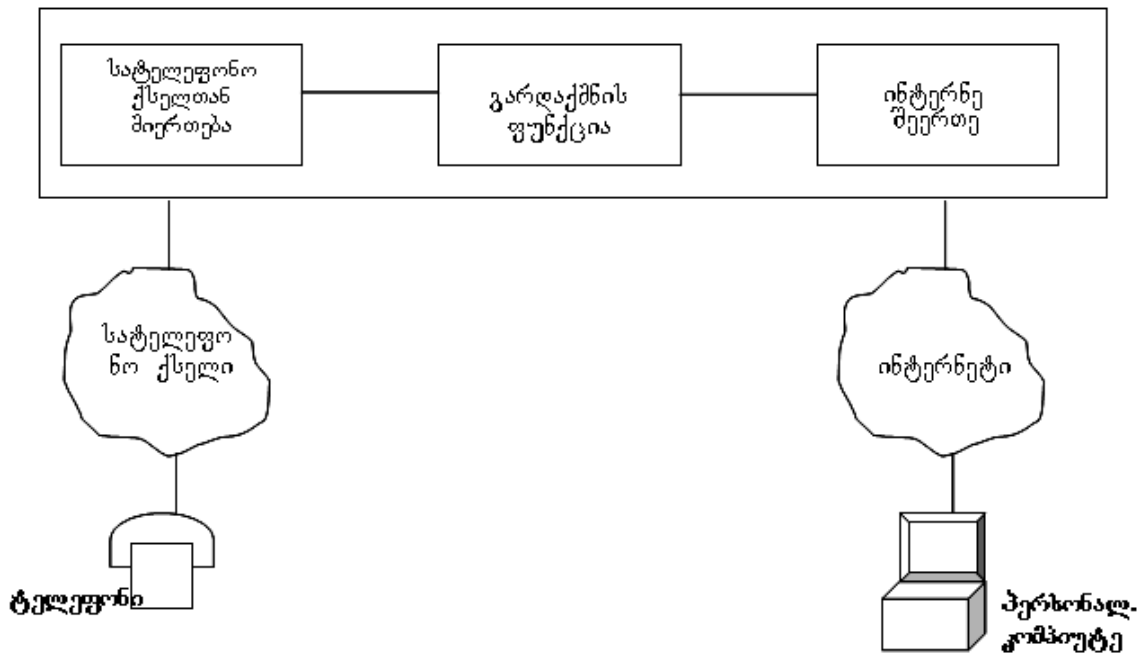 სატელეფონო
ქსელთან
მიერთება
გარდაქმნის
ფუნქცია
ინტერნე
შეერთე
სატელეფო
ნო ქსელი
ინტერნეტი
ტელეფონი
პერსონალ.
კომპიუტე